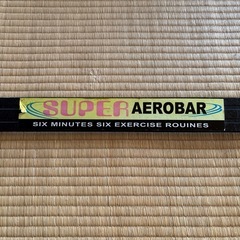 SUPER AEROBAR
SIX MINUTES SIX EXERCISE ROUINES